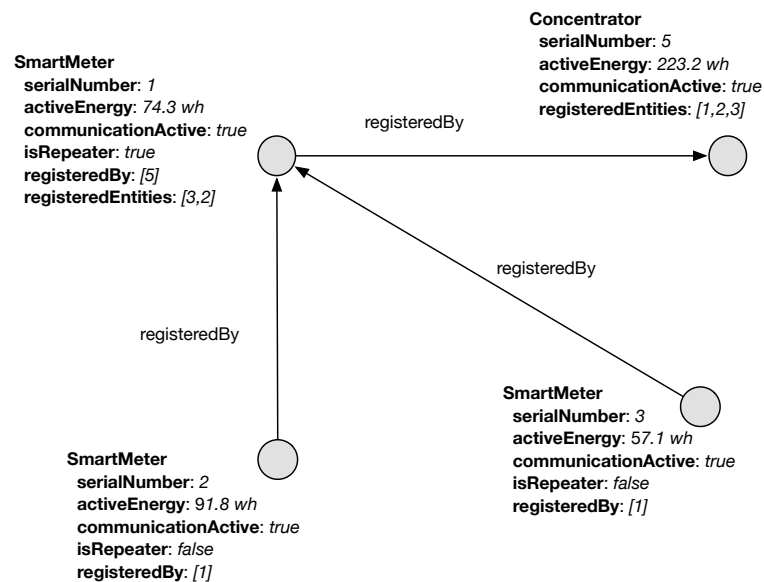 Concentrator
serialNumber: 5
activeEnergy: 223.2 wh
communicationActive: true
registeredEntities: [1,2,3]
SmartMeter
serialNumber: 1
activeEnergy: 74.3 wh
communicationActive: true
isRepeater: true
registeredBy: [5]
registeredEntities: [3,2]
registeredBy
registeredBy
registeredBy
SmartMeter
serialNumber: 3
activeEnergy: 57.1 wh
communicationActive: true
isRepeater: false
registeredBy: [1]
SmartMeter
serialNumber: 2
activeEnergy: 91.8 wh
communicationActive: true
isRepeater: false
registeredBy: [1]